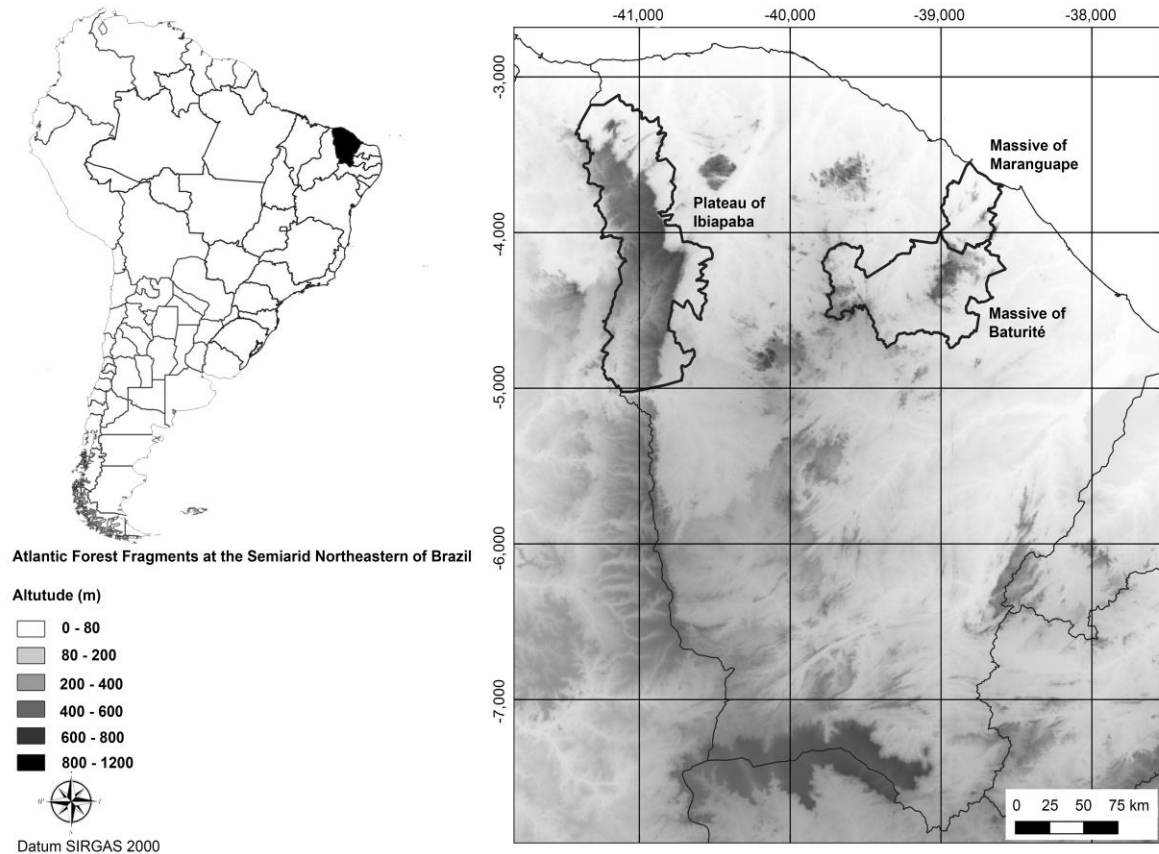 Atlantic Forest Fragments at the Semiarid Northeastern of Brazil
Altutude (m)
0 - 80
80 - 200
200 - 400
400 - 600
600 - 800
800 - 1200
Datum SIRGAS 2000
-41,000 -40,000 -39,000 -38,000
-3,000
-4,000
-5,000
-6,000
-7,000
Plateau of
Ibiapaba
Massive of
Maranguape
Massive of
Baturité
0 25 50 75 km